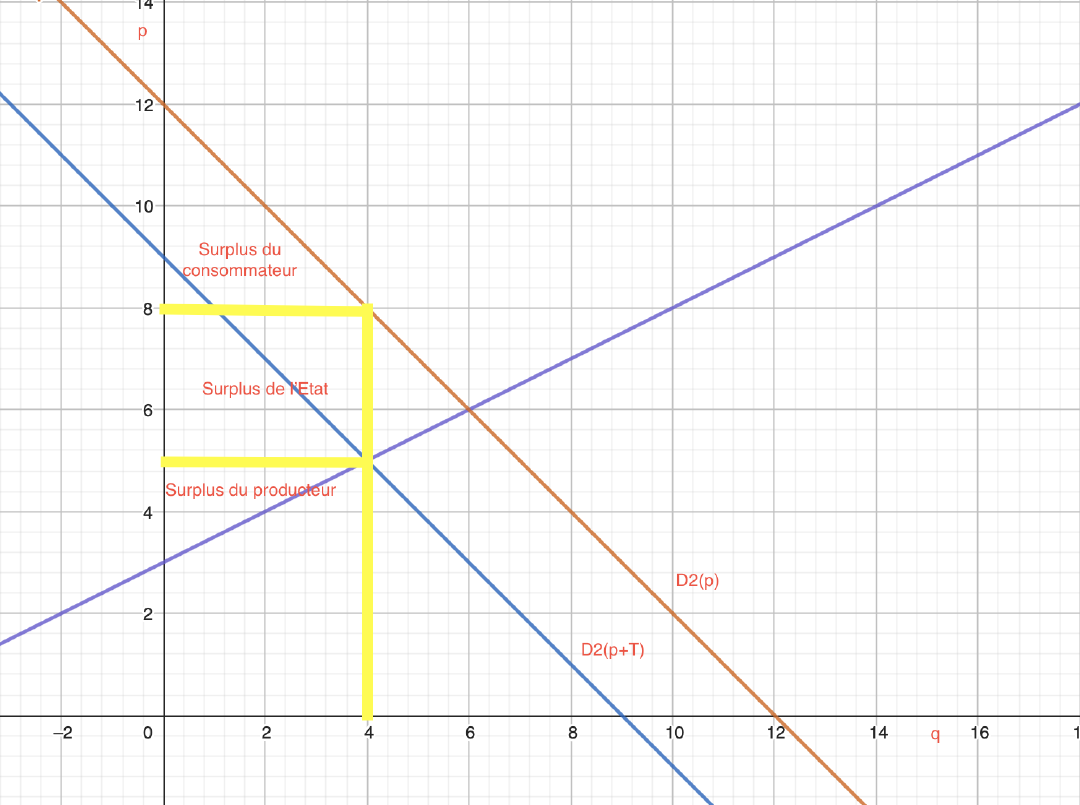 14
p
12
10
Surplus du
consommateur
8
Surplus de l'Etat
6
Surplus du producteur
4
D2(p)
2
D2(p+T)
−2 0 2 4 6 8 10 12 14 q 16